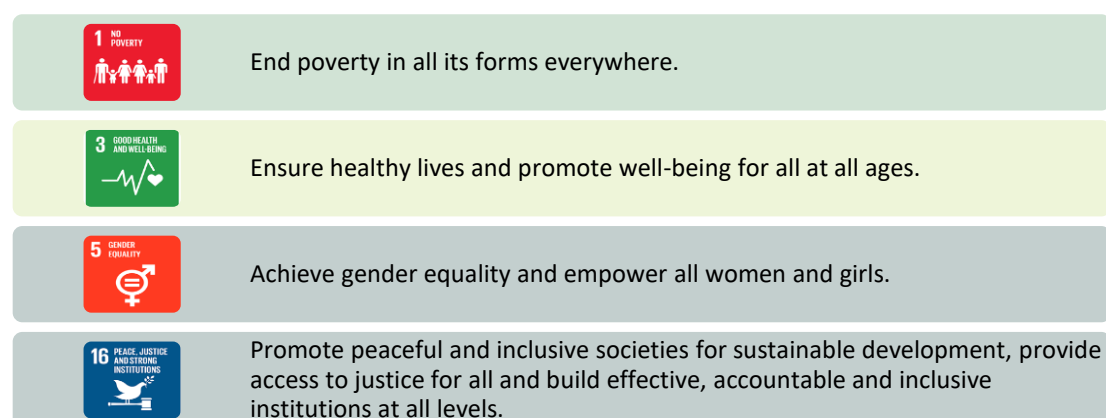 1 NO
POVERTY
End poverty in all its forms everywhere.
3 GOOD HEALTH
AND WELL-BEING
Ensure healthy lives and promote well-being for all at all ages.
5 GENDER
EQUALITY
Achieve gender equality and empower all women and girls.
16 PEACE, JUSTICE
AND STRONG
INSTITUTIONS
Promote peaceful and inclusive societies for sustainable development, provide
access to justice for all and build effective, accountable and inclusive
institutions at all levels.